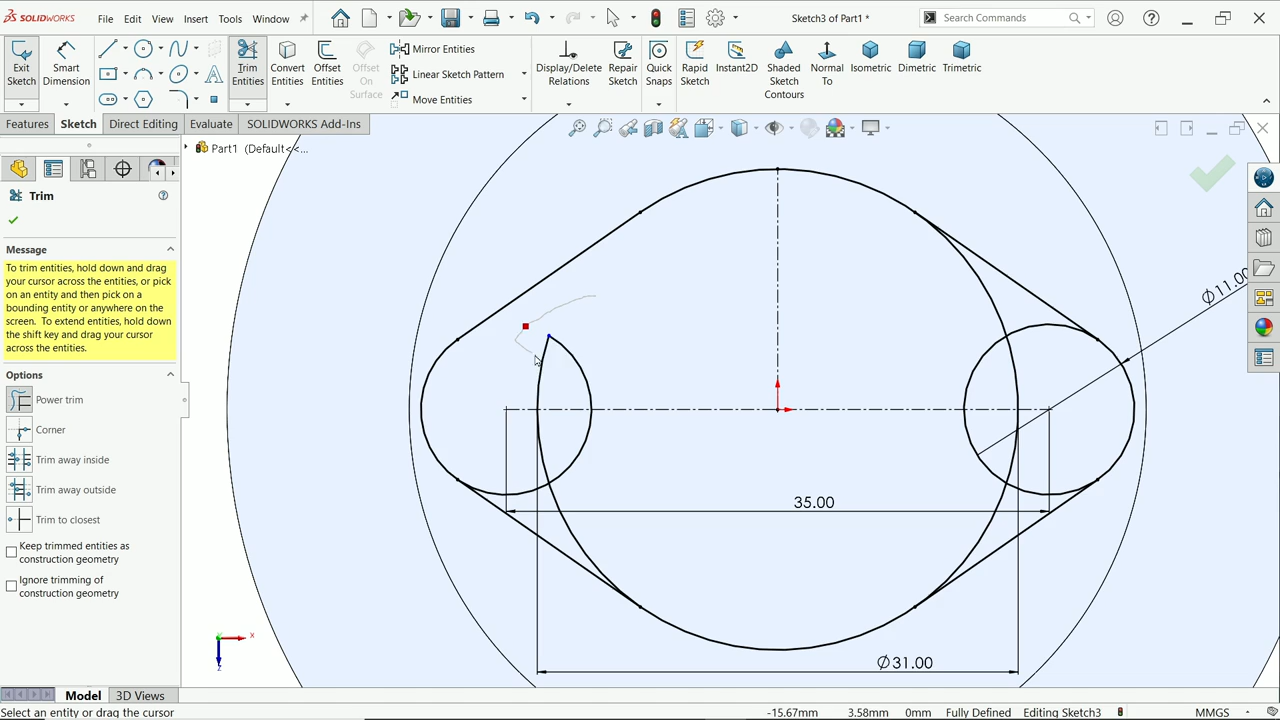 SOLIDWORKS File Edit View Insert Tools Window Sketch3 of Part1 * Search Commands
Exit Sketch
Smart Dimension
Trim Entities
Convert Entities
Offset Entities
Offset On Surface
Mirror Entities
Linear Sketch Pattern
Move Entities
Display/Delete Relations
Repair Sketch
Quick Snaps
Rapid Sketch
Instant2D
Shaded Sketch Contours
Normal To
Isometric
Dimetric
Trimetric
Features Sketch Direct Editing Evaluate SOLIDWORKS Add-Ins
Part1 (Default<<...
Trim
Message
To trim entities, hold down and drag
your cursor across the entities, or pick
on an entity and then pick on a
bounding entity or anywhere on the
screen. To extend entities, hold down
the shift key and drag your cursor
across the entities.
Options
Power trim
Corner
Trim away inside
Trim away outside
Trim to closest
Keep trimmed entities as
construction geometry
Ignore trimming of
construction geometry
Ø11.00
35.00
Ø31.00
Y
X
Z
Model 3D Views
Select an entity or drag the cursor -15.67mm 3.58mm 0mm Fully Defined Editing Sketch3 MMGS